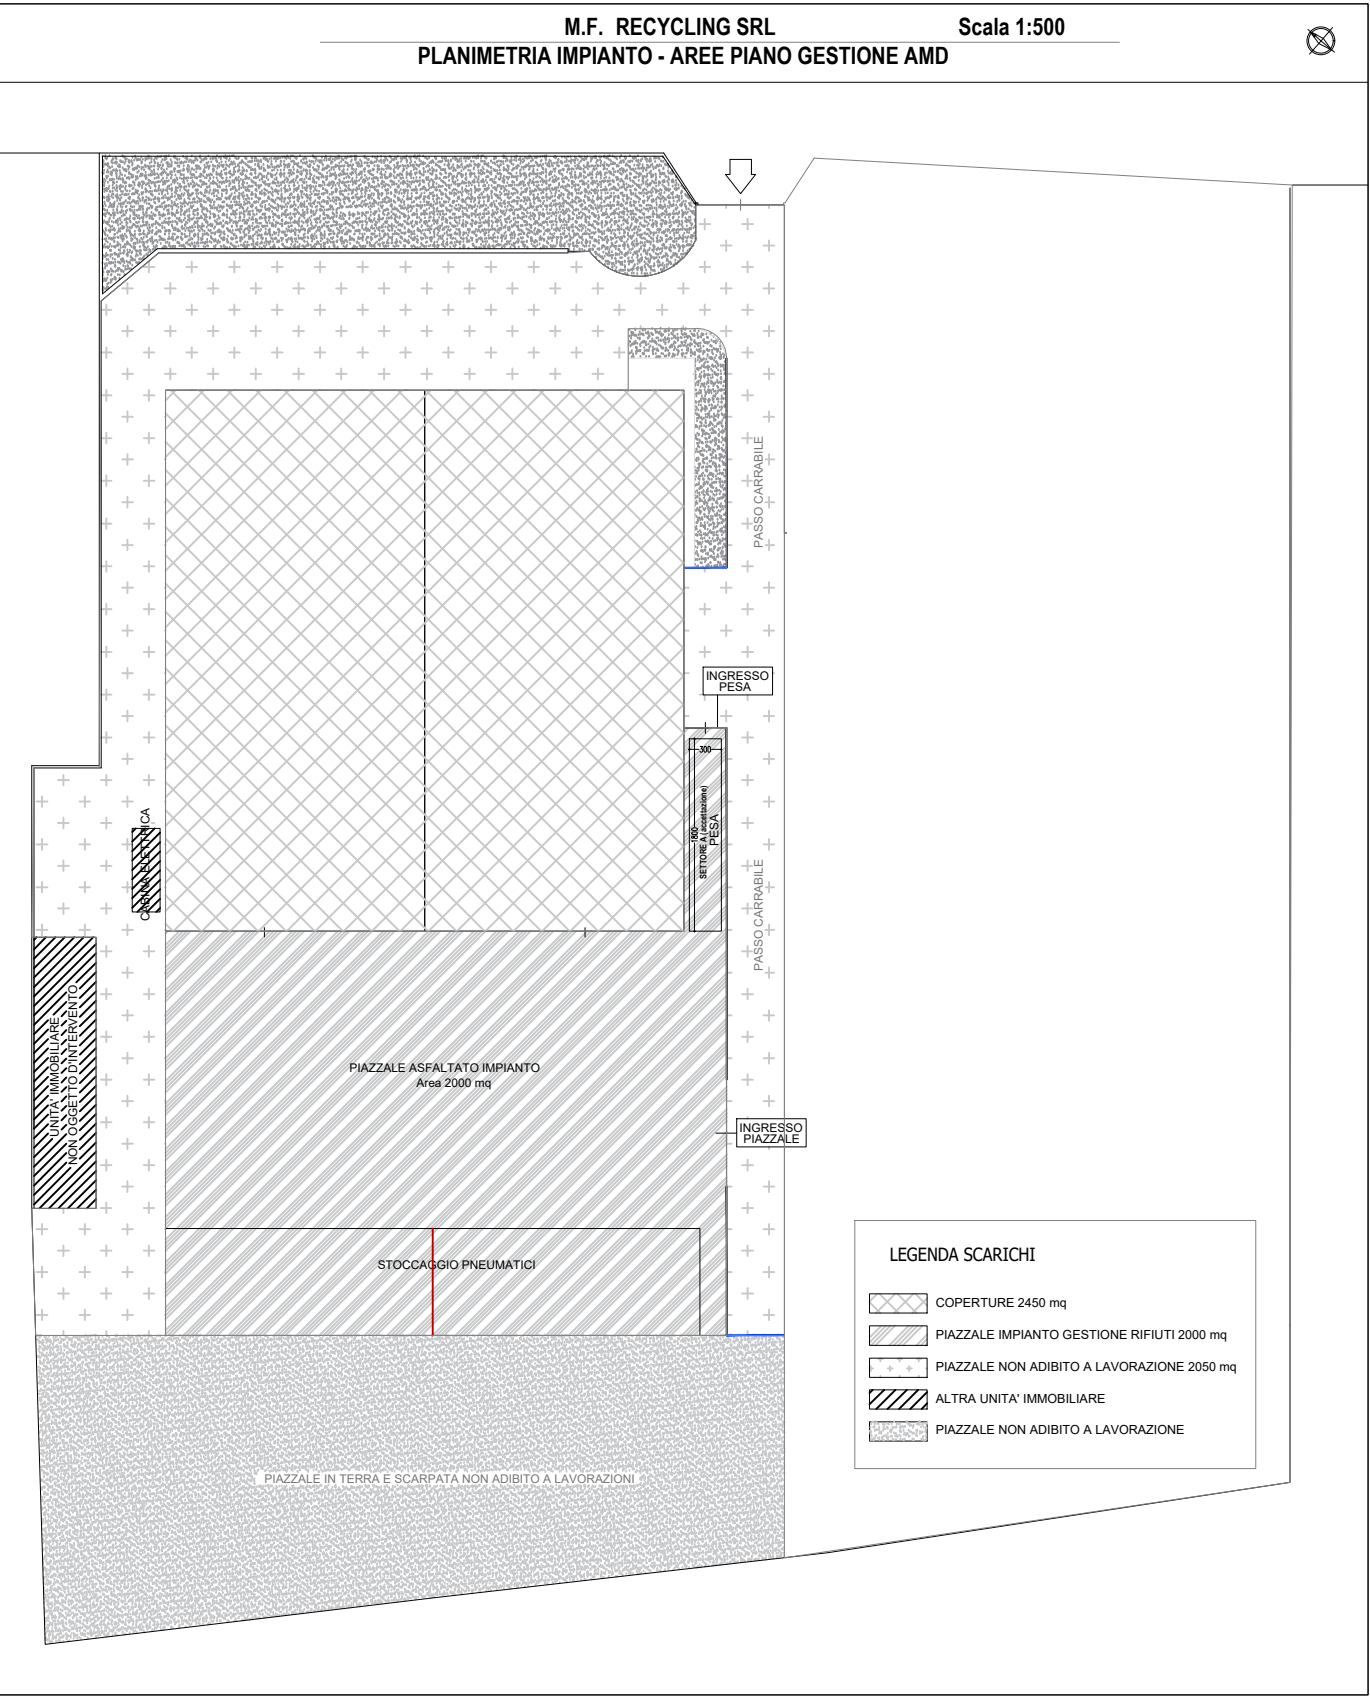 M.F. RECYCLING SRL Scala 1:500
PLANIMETRIA IMPIANTO - AREE PIANO GESTIONE AMD
PASSO CARRABILE
INGRESSO
PESA
300
1800
SETTORE A (accettazione)
PESA
CABINA ELETTRICA
PASSO CARRABILE
UNITA' IMMOBILIARE
NON OGGETTO D'INTERVENTO
PIAZZALE ASFALTATO IMPIANTO
Area 2000 mq
INGRESSO
PIAZZALE
STOCCAGGIO PNEUMATICI
LEGENDA SCARICHI
COPERTURE 2450 mq
PIAZZALE IMPIANTO GESTIONE RIFIUTI 2000 mq
PIAZZALE NON ADIBITO A LAVORAZIONE 2050 mq
ALTRA UNITA' IMMOBILIARE
PIAZZALE NON ADIBITO A LAVORAZIONE
PIAZZALE IN TERRA E SCARPATA NON ADIBITO A LAVORAZIONI